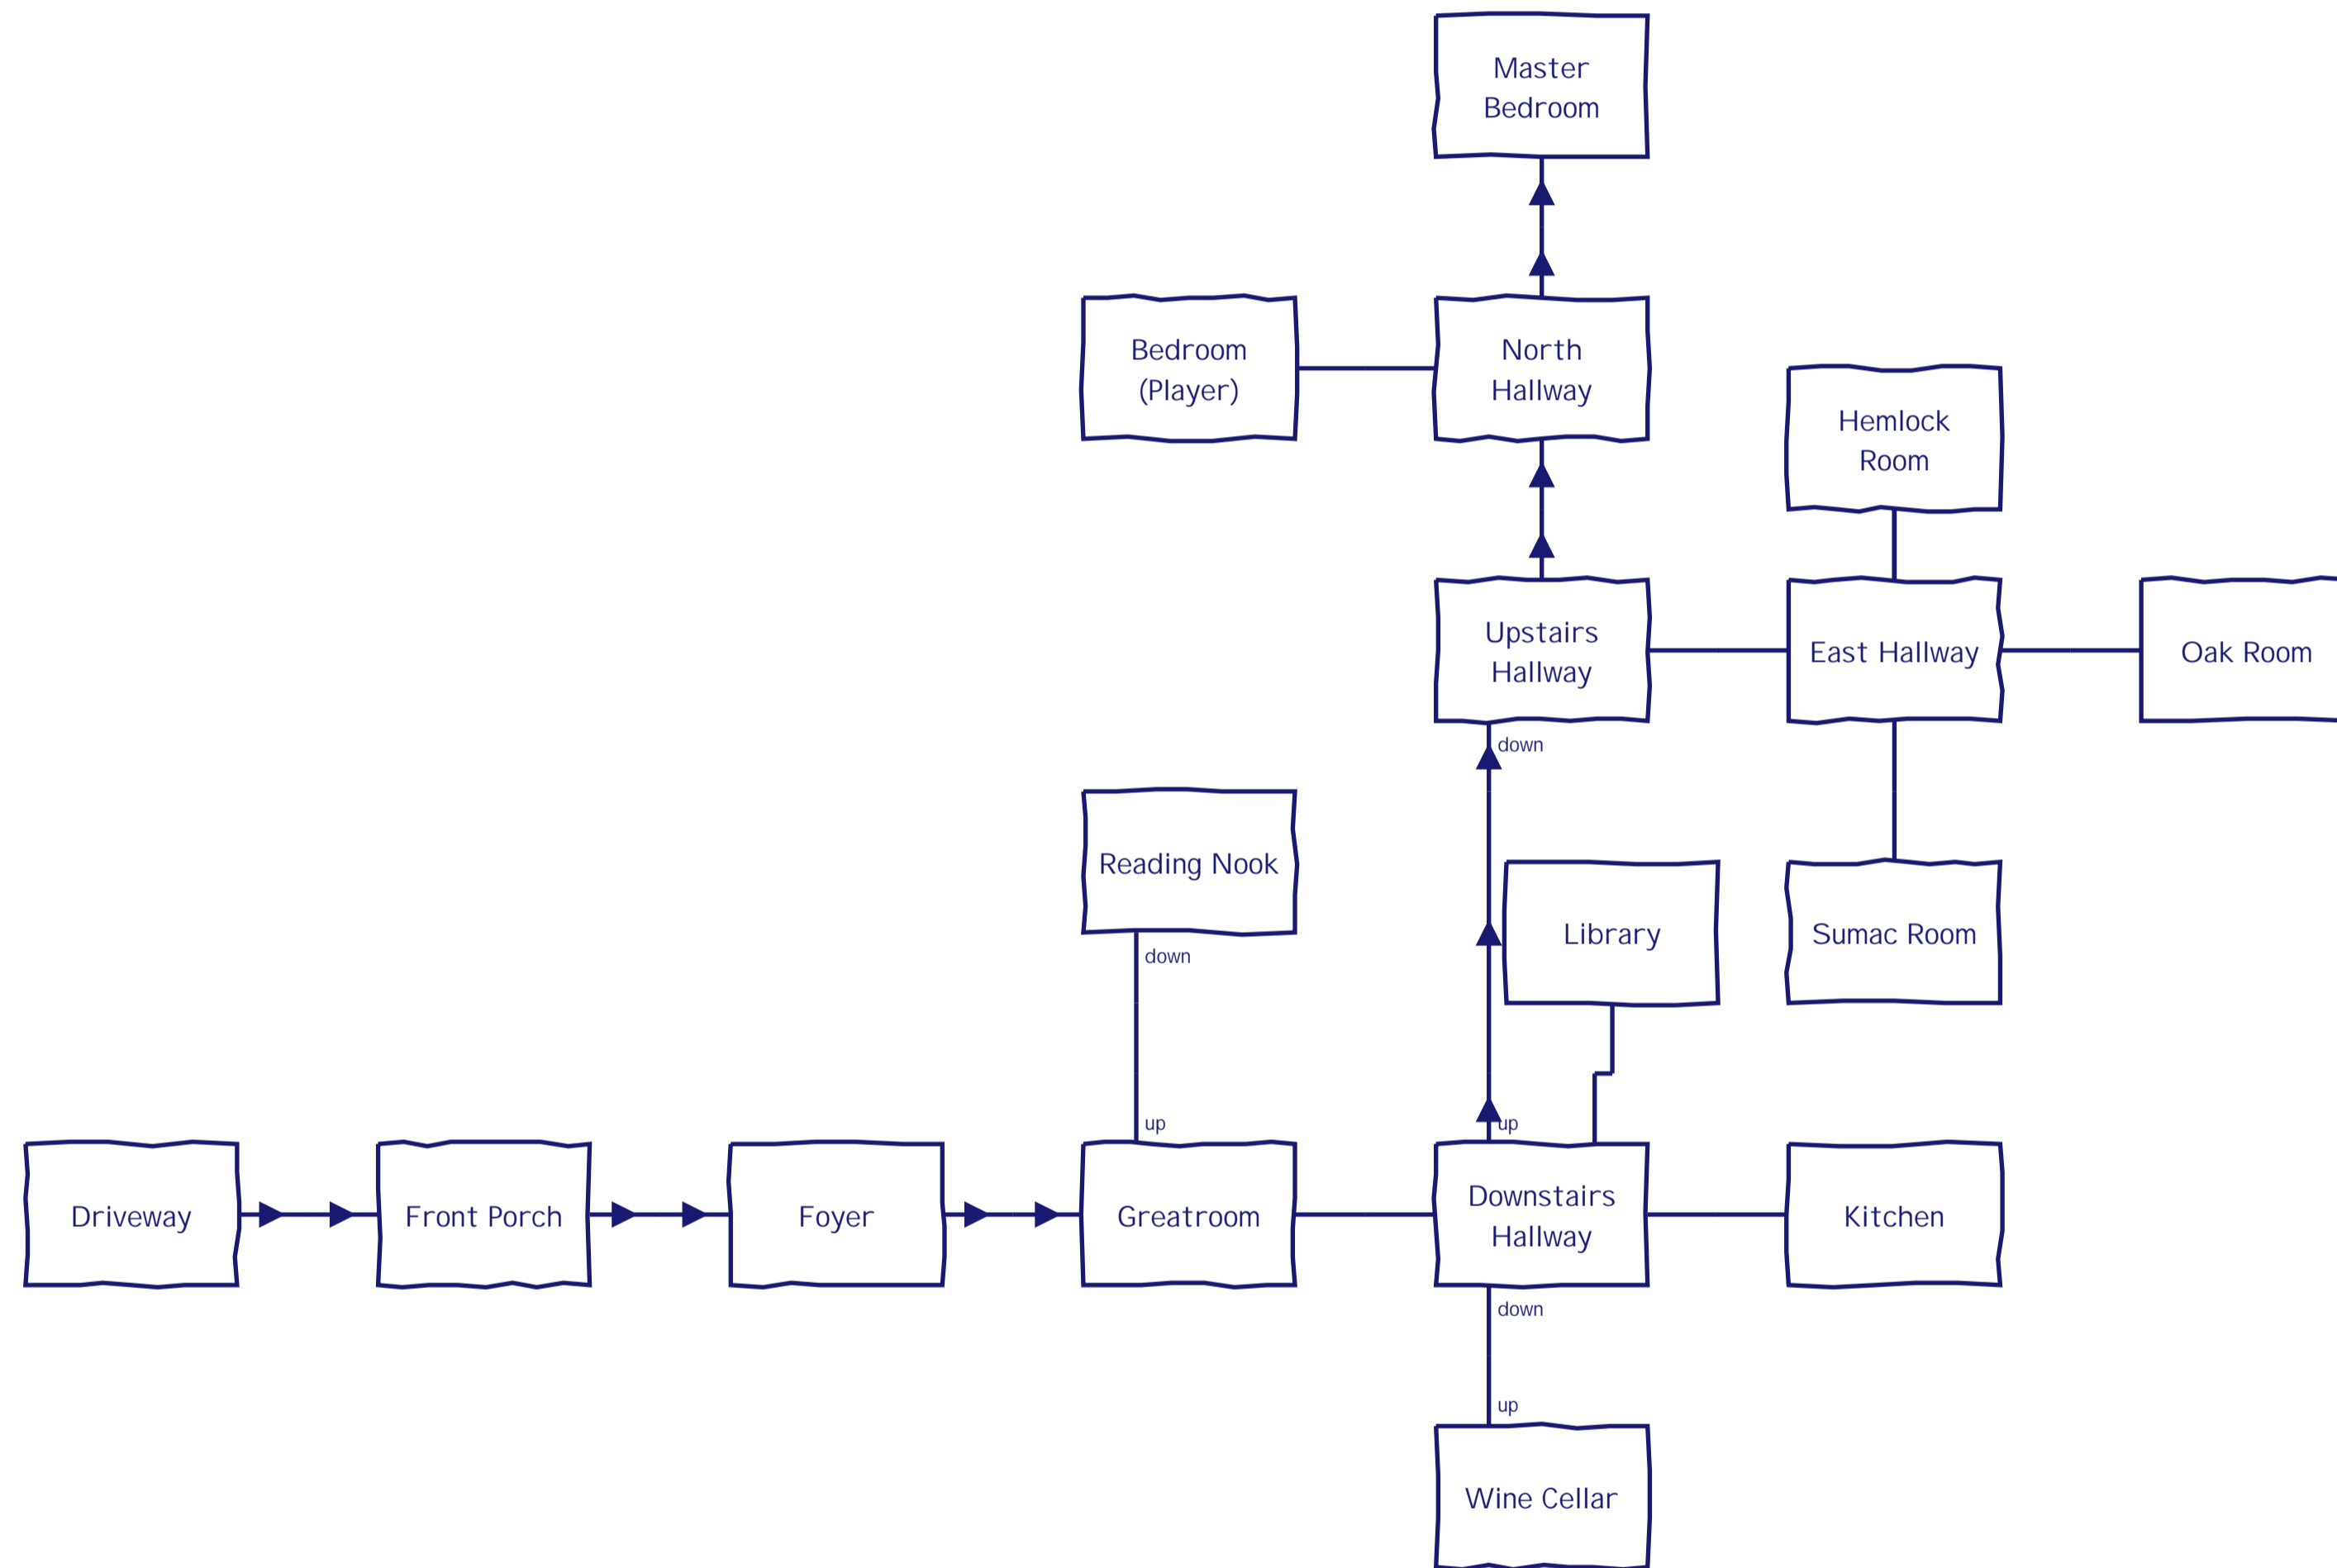 Master
Bedroom
Bedroom
(Player)
North
Hallway
Hemlock
Room
Upstairs
Hallway
East Hallway
Oak Room
down
Reading Nook
Library
Sumac Room
down
up
up
Driveway
Front Porch
Foyer
Greatroom
Downstairs
Hallway
Kitchen
down
up
Wine Cellar